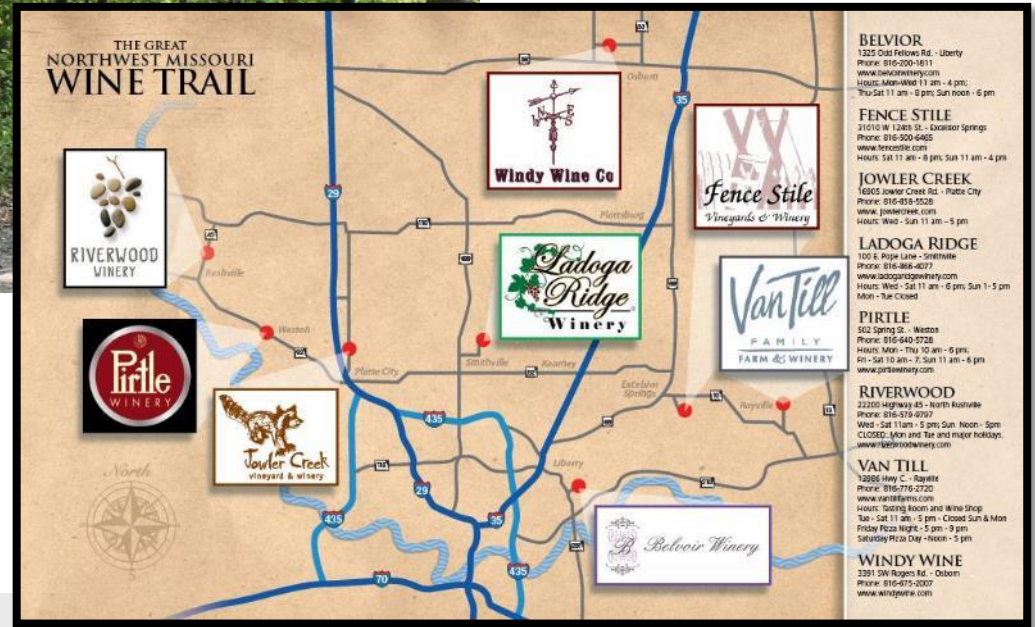 THE GREAT
NORTHWEST MISSOURI
WINE TRAIL
RIVERWOOD
WINERY
Pirtle
WINERY
Jowler Creek
vineyard & winery
Windy Wine Co
Ladoga
Ridge
Winery
Fence Stile
Vineyards & Winery
VanTill
FAMILY
FARM & WINERY
B Belvoir Winery
Osborn
Plattsburg
Rushville
Weston
Platte City
Smithville
Kearney
Excelsior
Springs
Rayville
Liberty
North
29
35
435
29
435
35
435
70
BELVIOR
1325 Odd Fellows Rd. - Liberty
Phone: 816-200-1811
www.belvoirwinery.com
Hours: Mon-Wed 11 am - 4 pm;
Thu-Sat 11 am - 8 pm; Sun noon - 6 pm
FENCE STILE
31010 W 124th St. - Excelsior Springs
Phone: 816-500-6465
www.fencestile.com
Hours: Sat 11 am - 8 pm; Sun 11 am - 4 pm
JOWLER CREEK
16905 Jowler Creek Rd. - Platte City
Phone: 816-858-5528
www. jowlercreek.com
Hours: Wed - Sun 11 am - 5 pm
LADOGA RIDGE
100 E. Pope Lane - Smithville
Phone: 816-866-4077
www.ladogaridgewinery.com
Hours: Wed - Sat 11 am - 6 pm; Sun 1- 5 pm
Mon - Tue Closed
PIRTLE
502 Spring St. - Weston
Phone: 816-640-5728
Hours: Mon - Thu 10 am - 6 pm;
Fri - Sat 10 am - 7, Sun 11 am - 6 pm
www.pirtlewinery.com
RIVERWOOD
22200 Highway 45 - North Rushville
Phone: 816-579-9797
Wed - Sat 11am - 5 pm; Sun Noon - 5pm
CLOSED: Mon and Tue and major holidays.
www.riverwoodwinery.com
VAN TILL
12986 Hwy C. - Rayville
Phone: 816-776-2720
www.vantillfarms.com
Hours: Tasting Room and Wine Shop
Tue - Sat 11 am - 5 pm - Closed Sun & Mon
Friday Pizza Night - 5 pm - 9 pm
Saturday Pizza Day - Noon - 5 pm
WINDY WINE
3391 SW Rogers Rd. - Osborn
Phone: 816-675-2007
www.windywine.com